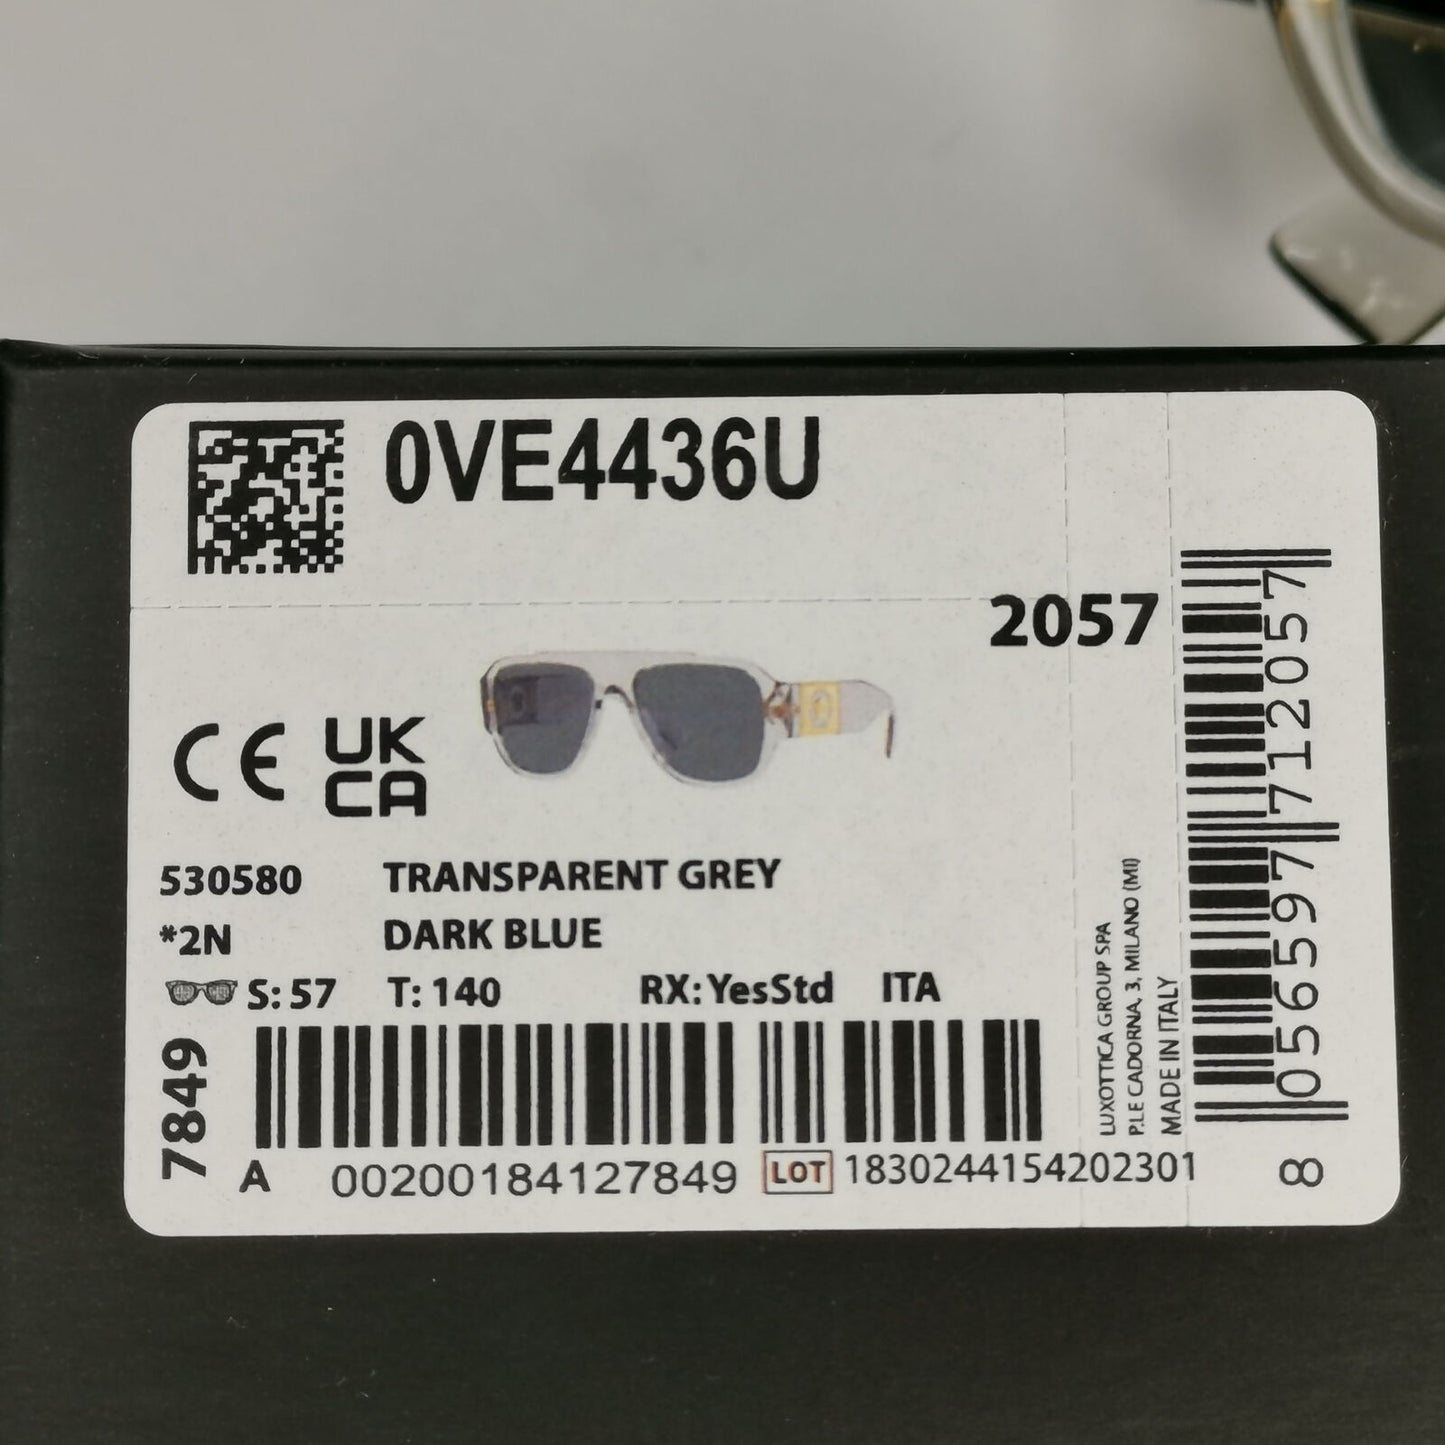 0VE4436U
2057
CE UK
CA
530580 TRANSPARENT GREY
*2N DARK BLUE
S: 57 T: 140 RX: YesStd ITA
7849
A 00200184127849 LOT 1830244154202301
LUXOTTICA GROUP SPA
P.LE CADORNA, 3, MILANO (MI)
MADE IN ITALY
8 056597 712057